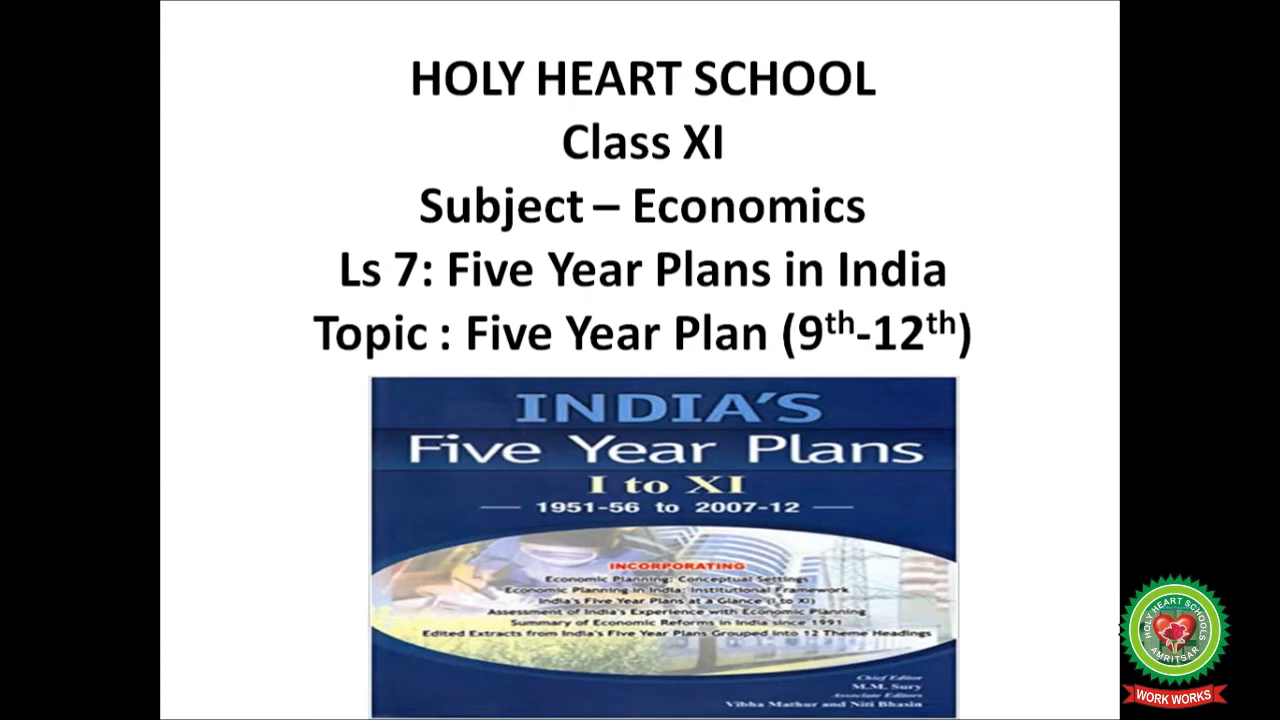 HOLY HEART SCHOOL
Class XI
Subject – Economics
Ls 7: Five Year Plans in India
Topic : Five Year Plan (9th-12th)
INDIA'S
Five Year Plans
I to XI
1951-56 to 2007-12
INCORPORATING
Economic Planning: Conceptual Settings
Economic Planning in India: Institutional Framework
India's Five Year Plans at a Glance (I to XI)
Assessment of India's Experience with Economic Planning
Summary of Economic Reforms in India since 1991
Edited Extracts from India's Five Year Plans Grouped into 12 Theme Headings
Chief Editor
M.M. Sury
Associate Editors
Vibha Mathur and Niti Bhasin
HOLY HEART SCHOOLS
AMRITSAR
WORK WORKS